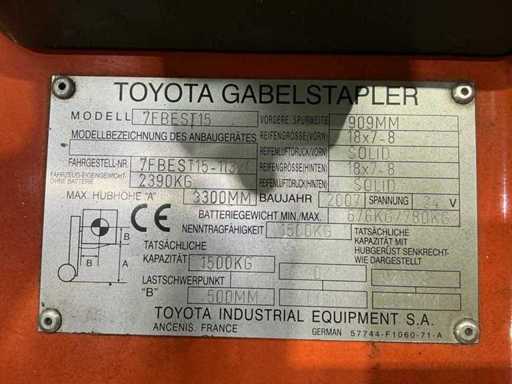 TOYOTA GABELSTAPLER
MODELL 7FBEST15 VORDERE SPURWEITE 909MM
MODELLBEZEICHNUNG DES ANBAUGERÄTES REIFENGRÖSSE(VORN) 18x7-8
REIFENLUFTDRUCK(VORN) SOLID
FAHRGESTELL-NR. 7FBEST15- REIFENGRÖSSE(HINTEN) 18x7-8
FAHRZEUG-EIGENGEWICHT OHNE BATTERIE 2390KG REIFENLUFTDRUCK(HINTEN) SOLID
MAX. HUBHÖHE "A" 3300MM BAUJAHR 2007 SPANNUNG 24 V
BATTERIEGEWICHT MIN./MAX. 676KG/780KG
CE NENNTRAGFÄHIGKEIT 1500KG
TATSÄCHLICHE KAPAZITÄT 1500KG
TATSÄCHLICHE KAPAZITÄT MIT HUBGERÜST SENKRECHT- WIE DARGESTELLT
LASTSCHWERPUNKT "B" 500MM
B
B
A
TOYOTA INDUSTRIAL EQUIPMENT S.A.
ANCENIS. FRANCE GERMAN 57744-F1060-71-A